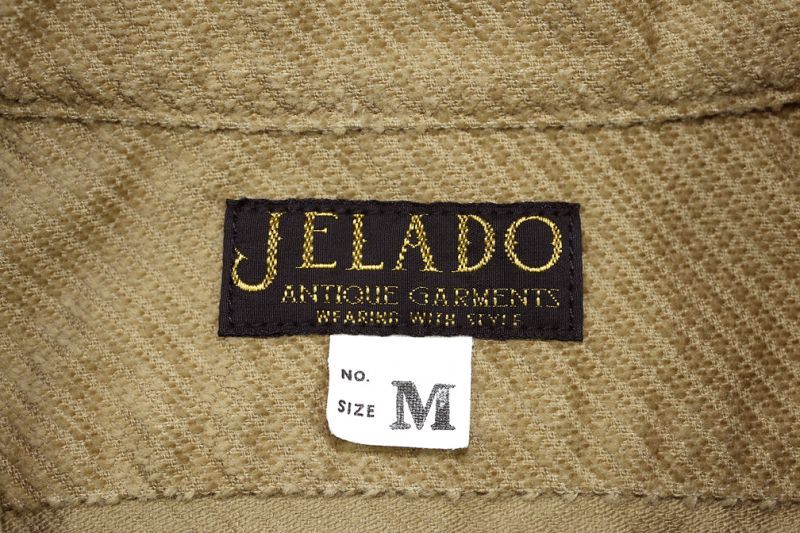 JELADO
ANTIQUE GARMENTS
WEARING WITH STYLE
NO.
SIZE M